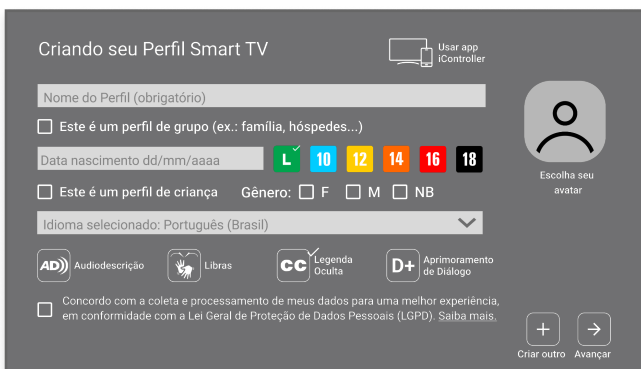 Criando seu Perfil Smart TV
Usar app
iController
Nome do Perfil (obrigatório)
Este é um perfil de grupo (ex.: família, hóspedes...)
Data nascimento dd/mm/aaaa
L 10 12 14 16 18
Escolha seu
avatar
Este é um perfil de criança Gênero: F M NB
Idioma selecionado: Português (Brasil)
AD)) Audiodescrição Libras CC Legenda
Oculta
D+ Aprimoramento
de Diálogo
Concordo com a coleta e processamento de meus dados para uma melhor experiência,
em conformidade com a Lei Geral de Proteção de Dados Pessoais (LGPD). Saiba mais.
Criar outro Avançar